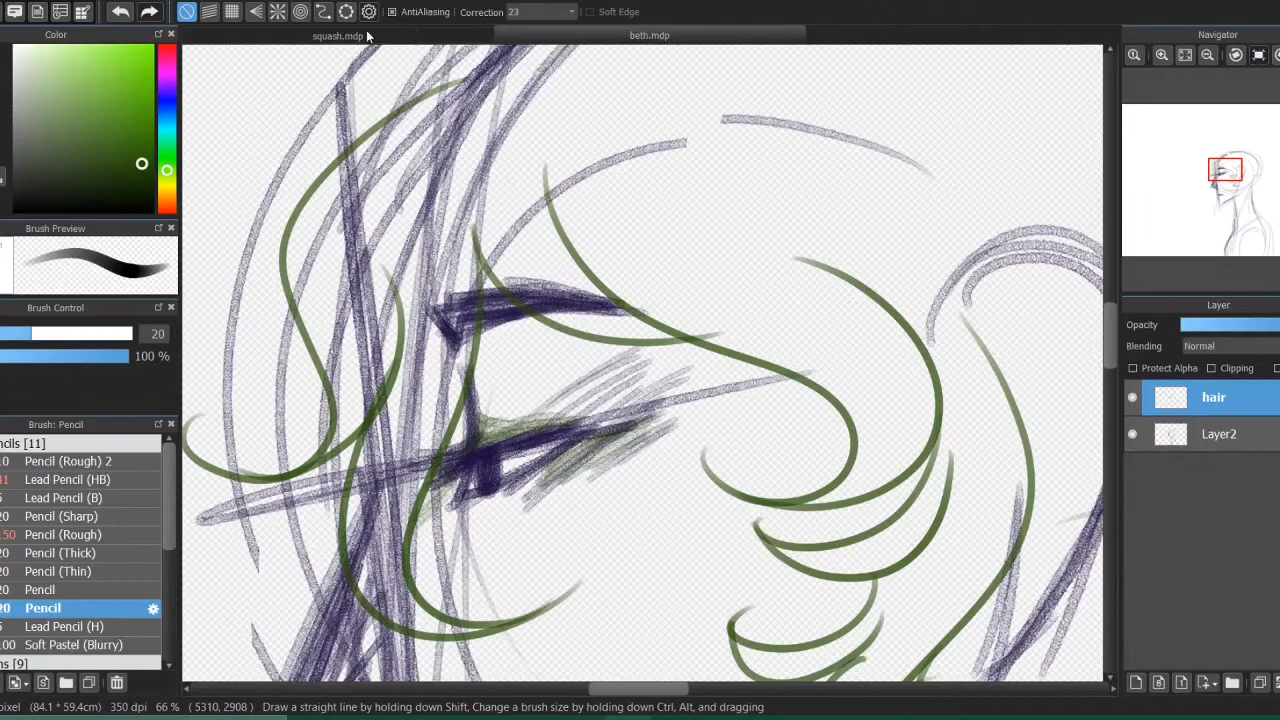 AntiAliasing Correction 23 Soft Edge
squash.mdp beth.mdp
Color
Brush Preview
Brush Control
20
100 %
Brush: Pencil
ncils [11]
10 Pencil (Rough) 2
Lead Pencil (HB)
5 Lead Pencil (B)
20 Pencil (Sharp)
150 Pencil (Rough)
20 Pencil (Thick)
20 Pencil (Thin)
20 Pencil
20 Pencil
5 Lead Pencil (H)
100 Soft Pastel (Blurry)
ns [9]
Navigator
Layer
Opacity
Blending Normal
Protect Alpha Clipping
hair
Layer2
pixel (84.1 * 59.4cm) 350 dpi 66 % ( 5310, 2908 ) Draw a straight line by holding down Shift, Change a brush size by holding down Ctrl, Alt, and dragging